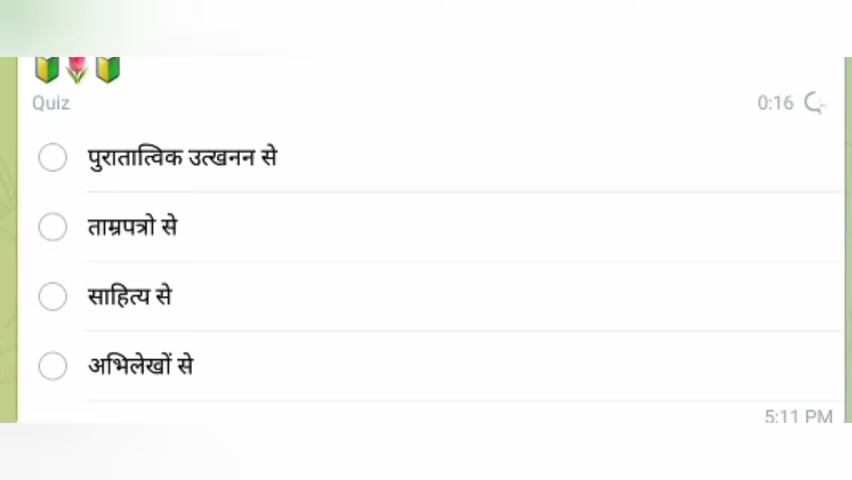 Quiz 0:16
पुरातात्विक उत्खनन से
ताम्रपत्रो से
साहित्य से
अभिलेखों से
5:11 PM